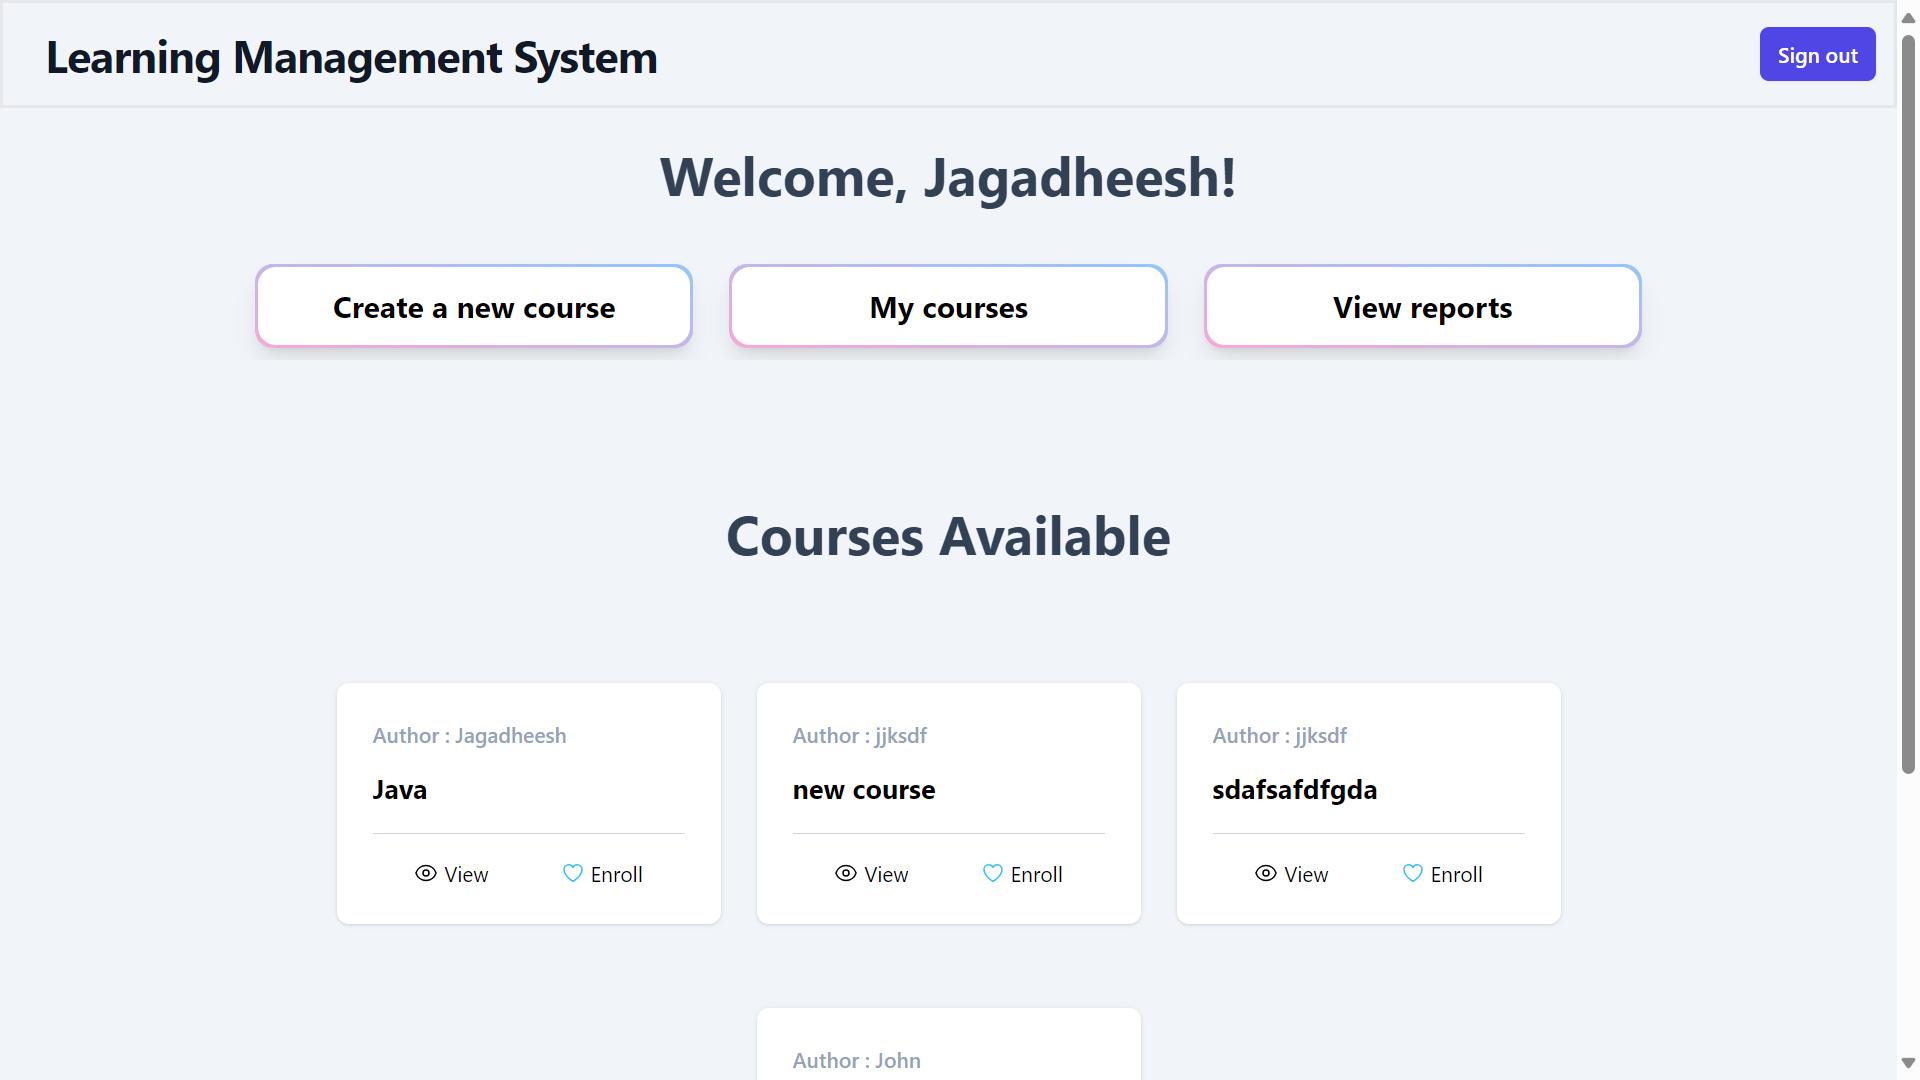 Learning Management System
Sign out
Welcome, Jagadheesh!
Create a new course
My courses
View reports
Courses Available
Author : Jagadheesh
Java
View
Enroll
Author : jjksdf
new course
View
Enroll
Author : jjksdf
sdafsafdfgda
View
Enroll
Author : John